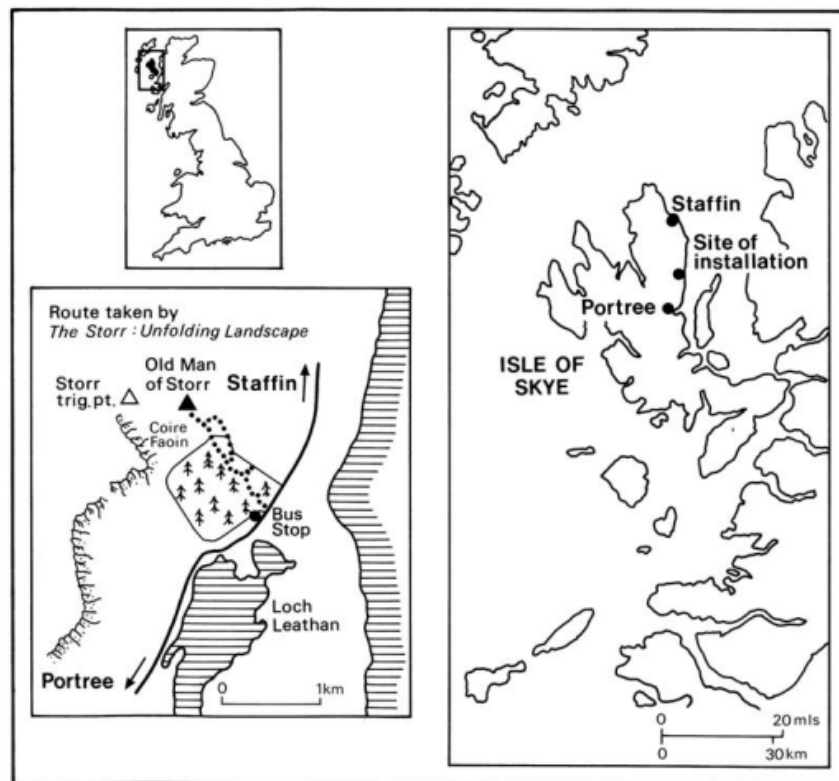 Route taken by
The Storr : Unfolding Landscape
Old Man
of Storr
Staffin
Storr
trig. pt.
Coire
Faoin
Bus
Stop
Loch
Leathan
Portree
0 1km
Staffin
Site of
installation
Portree
ISLE OF
SKYE
0 20 mls
0 30 km